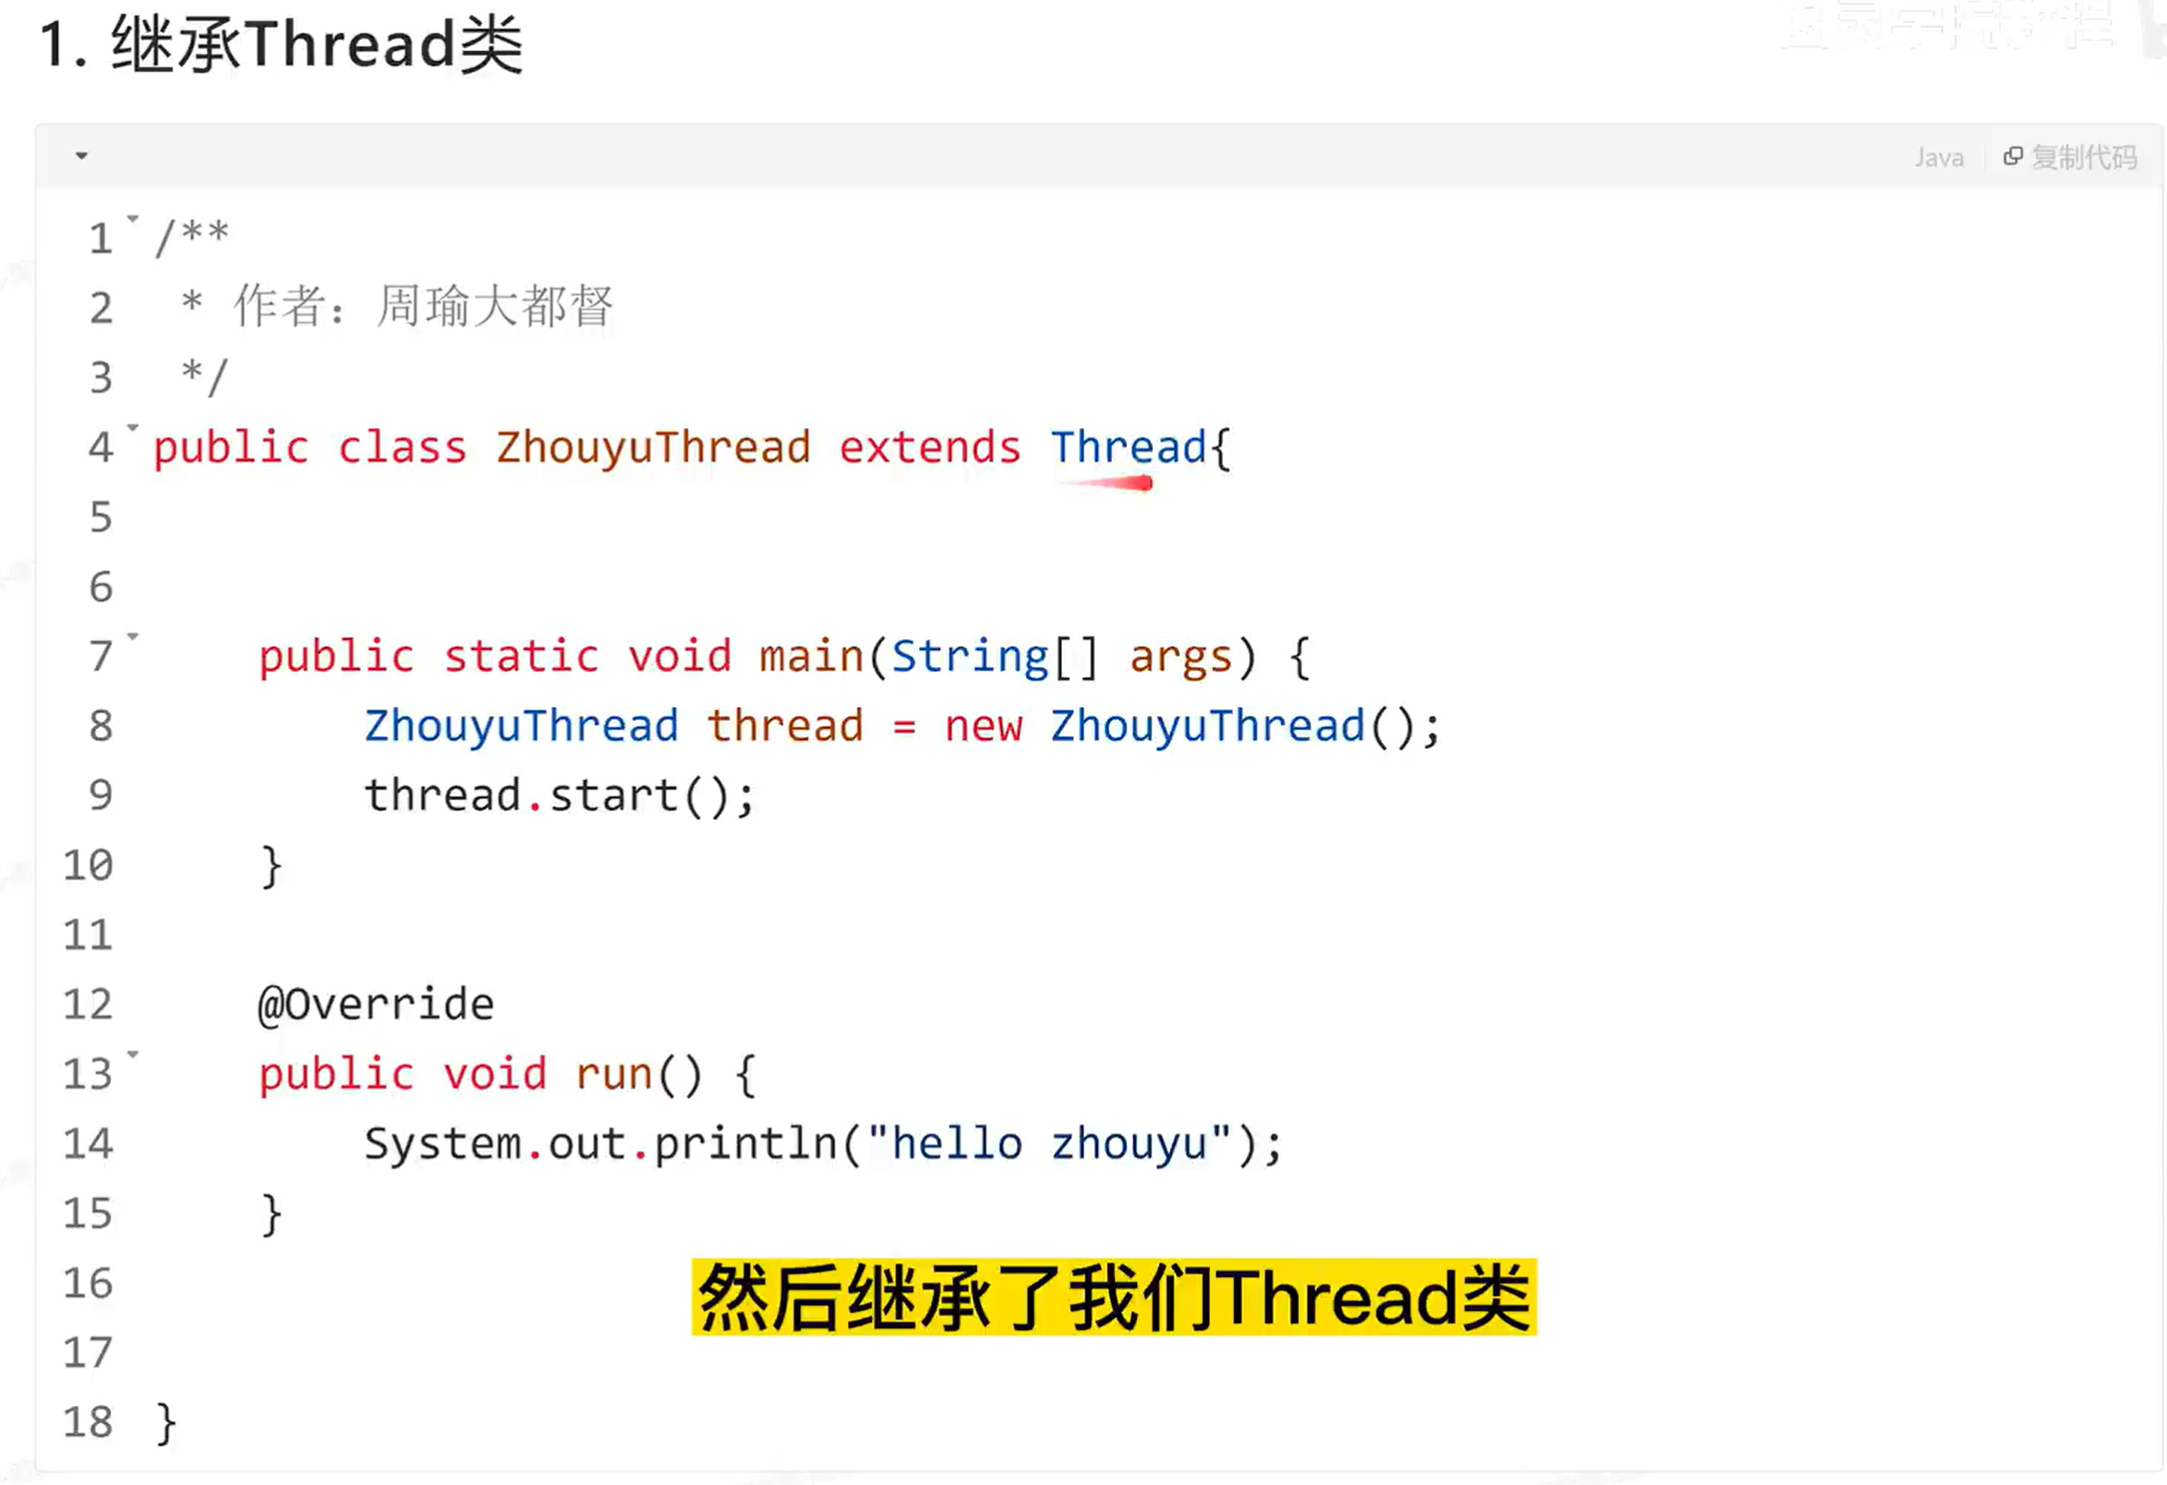 1. 继承Thread类
Java 复制代码
1 /**
2 * 作者：周瑜大都督
3 */
4 public class ZhouyuThread extends Thread{
5
6
7 public static void main(String[] args) {
8 ZhouyuThread thread = new ZhouyuThread();
9 thread.start();
10 }
11
12 @Override
13 public void run() {
14 System.out.println("hello zhouyu");
15 }
16
17
18 }
然后继承了我们Thread类